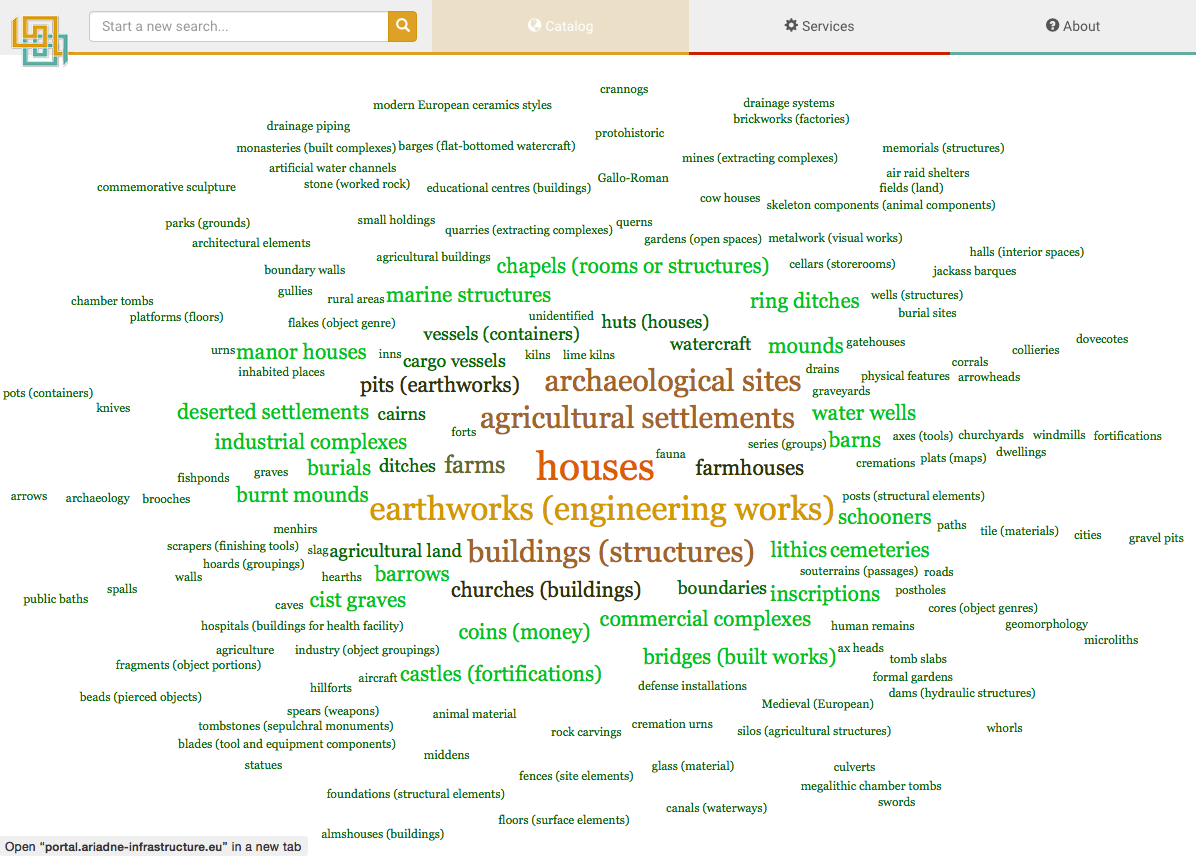 Start a new search...
Catalog
Services
About
crannogs
modern European ceramics styles
drainage systems
brickworks (factories)
drainage piping
protohistoric
monasteries (built complexes)
barges (flat-bottomed watercraft)
memorials (structures)
mines (extracting complexes)
artificial water channels
air raid shelters
stone (worked rock)
Gallo-Roman
commemorative sculpture
educational centres (buildings)
fields (land)
cow houses
skeleton components (animal components)
parks (grounds)
small holdings
querns
quarries (extracting complexes)
architectural elements
gardens (open spaces)
metalwork (visual works)
halls (interior spaces)
agricultural buildings
chapels (rooms or structures)
cellars (storerooms)
boundary walls
jackass barques
gullies
rural areas
marine structures
ring ditches
wells (structures)
chamber tombs
platforms (floors)
flakes (object genre)
unidentified
huts (houses)
burial sites
vessels (containers)
watercraft
mounds
gatehouses
dovecotes
urns
manor houses
inns
cargo vessels
kilns
lime kilns
collieries
corrals
inhabited places
drains
physical features
arrowheads
pits (earthworks)
archaeological sites
graveyards
pots (containers)
knives
deserted settlements
cairns
agricultural settlements
water wells
forts
industrial complexes
series (groups)
barns
axes (tools)
churchyards
windmills
fortifications
dwellings
fauna
burials
ditches
farms
houses
farmhouses
cremations
plats (maps)
graves
fishponds
arrows
archaeology
brooches
burnt mounds
earthworks (engineering works)
posts (structural elements)
schooners
paths
menhirs
tile (materials)
cities
gravel pits
scrapers (finishing tools)
slag
agricultural land
buildings (structures)
lithics
cemeteries
hoards (groupings)
walls
hearths
barrows
souterrains (passages)
roads
spalls
public baths
churches (buildings)
boundaries
inscriptions
postholes
caves
cist graves
cores (object genres)
commercial complexes
hospitals (buildings for health facility)
coins (money)
human remains
geomorphology
microliths
agriculture
industry (object groupings)
bridges (built works)
ax heads
tomb slabs
fragments (object portions)
aircraft
castles (fortifications)
formal gardens
hillforts
defense installations
dams (hydraulic structures)
beads (pierced objects)
spears (weapons)
animal material
Medieval (European)
tombstones (sepulchral monuments)
rock carvings
cremation urns
silos (agricultural structures)
whorls
blades (tool and equipment components)
middens
statues
glass (material)
culverts
fences (site elements)
megalithic chamber tombs
foundations (structural elements)
swords
canals (waterways)
floors (surface elements)
almshouses (buildings)
Open “portal.ariadne-infrastructure.eu” in a new tab